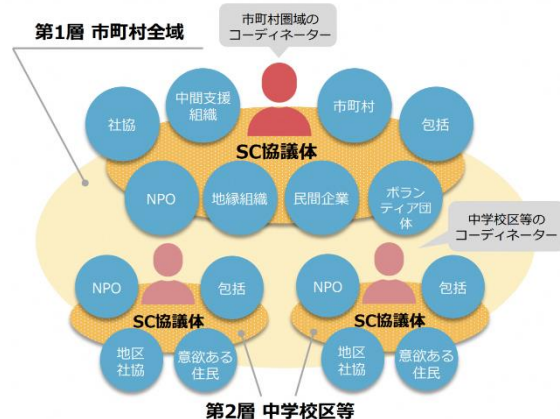 第1層 市町村全域
市町村圏域の
コーディネーター
社協
中間支援
組織
市町村
包括
SC協議体
NPO
地縁組織
民間企業
ボラン
ティア団
体
中学校区等の
コーディネーター
NPO
包括
SC協議体
地区
社協
意欲ある
住民
NPO
包括
SC協議体
地区
社協
意欲ある
住民
第2層 中学校区等